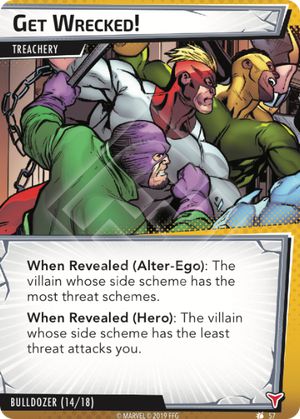 Get Wrecked!
TREACHERY
When Revealed (Alter-Ego): The
villain whose side scheme has the
most threat schemes.
When Revealed (Hero): The villain
whose side scheme has the least
threat attacks you.
BULLDOZER (14/18)
© MARVEL © 2019 FFG
57